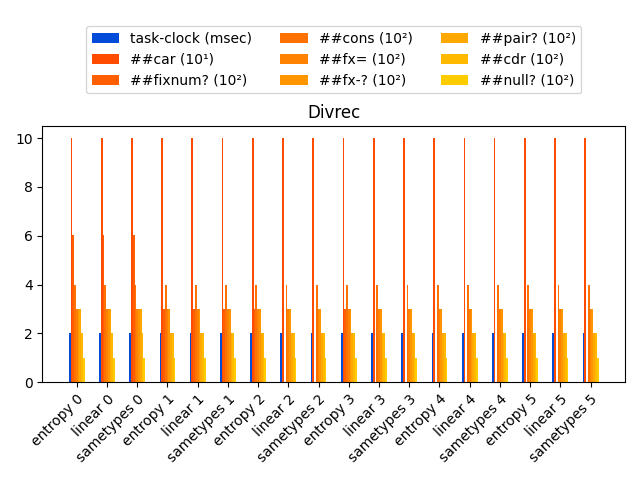 task-clock (msec) ##cons (10²) ##pair? (10²)
##car (10¹) ##fx= (10²) ##cdr (10²)
##fixnum? (10²) ##fx-? (10²) ##null? (10²)
Divrec
10
8
6
4
2
0
entropy 0 linear 0 sametypes 0 entropy 1 linear 1 sametypes 1 entropy 2 linear 2 sametypes 2 entropy 3 linear 3 sametypes 3 entropy 4 linear 4 sametypes 4 entropy 5 linear 5 sametypes 5